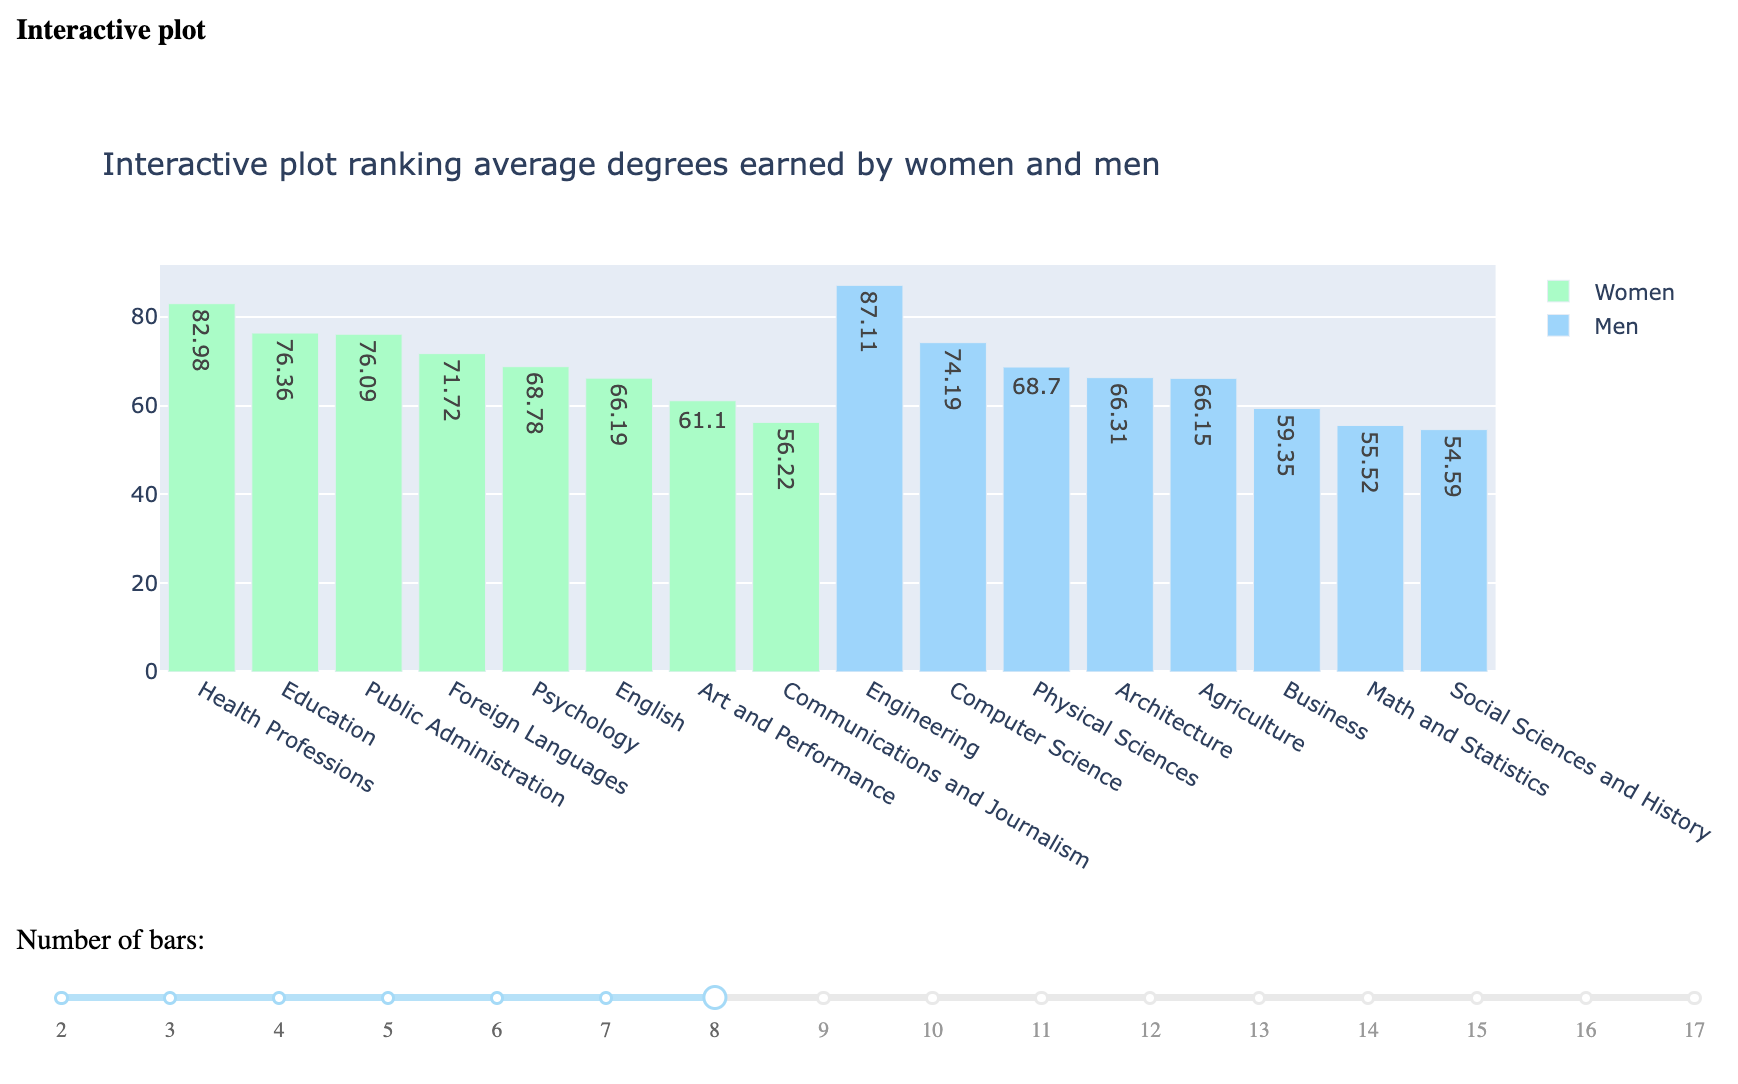 Interactive plot
Interactive plot ranking average degrees earned by women and men
Women
Men
80
60
40
20
0
82.98
76.36
76.09
71.72
68.78
66.19
61.1
56.22
87.11
74.19
68.7
66.31
66.15
59.35
55.52
54.59
Health Professions
Education
Public Administration
Foreign Languages
Psychology
English
Art and Performance
Communications and Journalism
Engineering
Computer Science
Physical Sciences
Architecture
Agriculture
Business
Math and Statistics
Social Sciences and History
Number of bars:
2 3 4 5 6 7 8 9 10 11 12 13 14 15 16 17